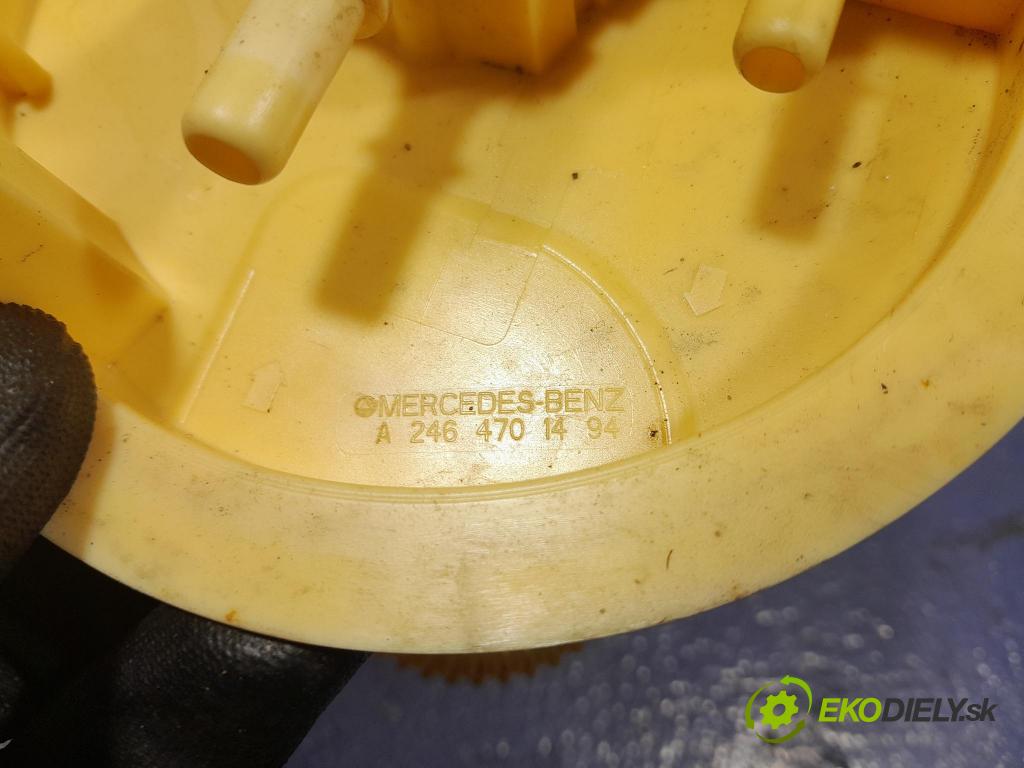 MERCEDES-BENZ
A 246 470 14 94
EKODIELY.sk